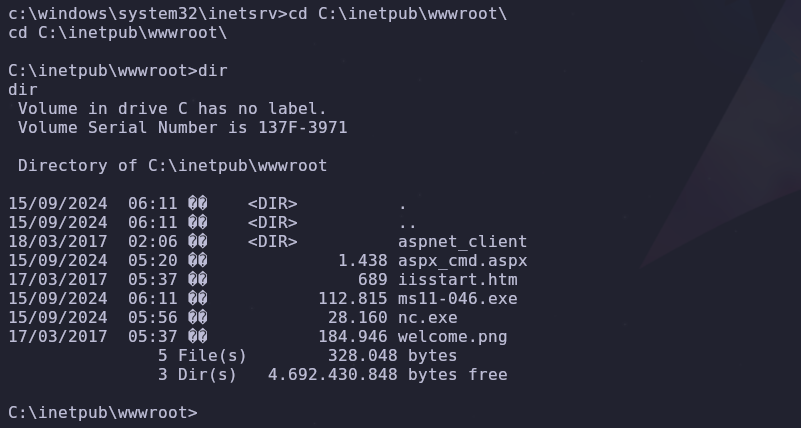 c:\windows\system32\inetsrv>cd C:\inetpub\wwwroot\
cd C:\inetpub\wwwroot\
C:\inetpub\wwwroot>dir
dir
 Volume in drive C has no label.
 Volume Serial Number is 137F-3971
 Directory of C:\inetpub\wwwroot
15/09/2024  06:11 ��    <DIR>          .
15/09/2024  06:11 ��    <DIR>          ..
18/03/2017  02:06 ��    <DIR>          aspnet_client
15/09/2024  05:20 ��             1.438 aspx_cmd.aspx
17/03/2017  05:37 ��               689 iisstart.htm
15/09/2024  06:11 ��           112.815 ms11-046.exe
15/09/2024  05:56 ��            28.160 nc.exe
17/03/2017  05:37 ��           184.946 welcome.png
               5 File(s)        328.048 bytes
               3 Dir(s)   4.692.430.848 bytes free
C:\inetpub\wwwroot>